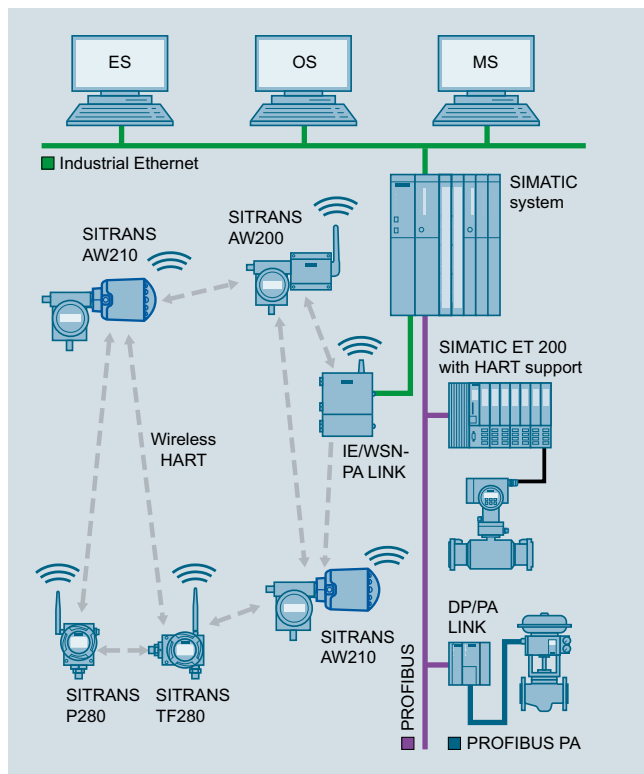 ES
OS
MS
Industrial Ethernet
SIMATIC
system
SITRANS
AW200
SITRANS
AW210
SIMATIC ET 200
with HART support
Wireless
HART
IE/WSN-
PA LINK
SITRANS
AW210
DP/PA
LINK
SITRANS
P280
SITRANS
TF280
PROFIBUS
PROFIBUS PA